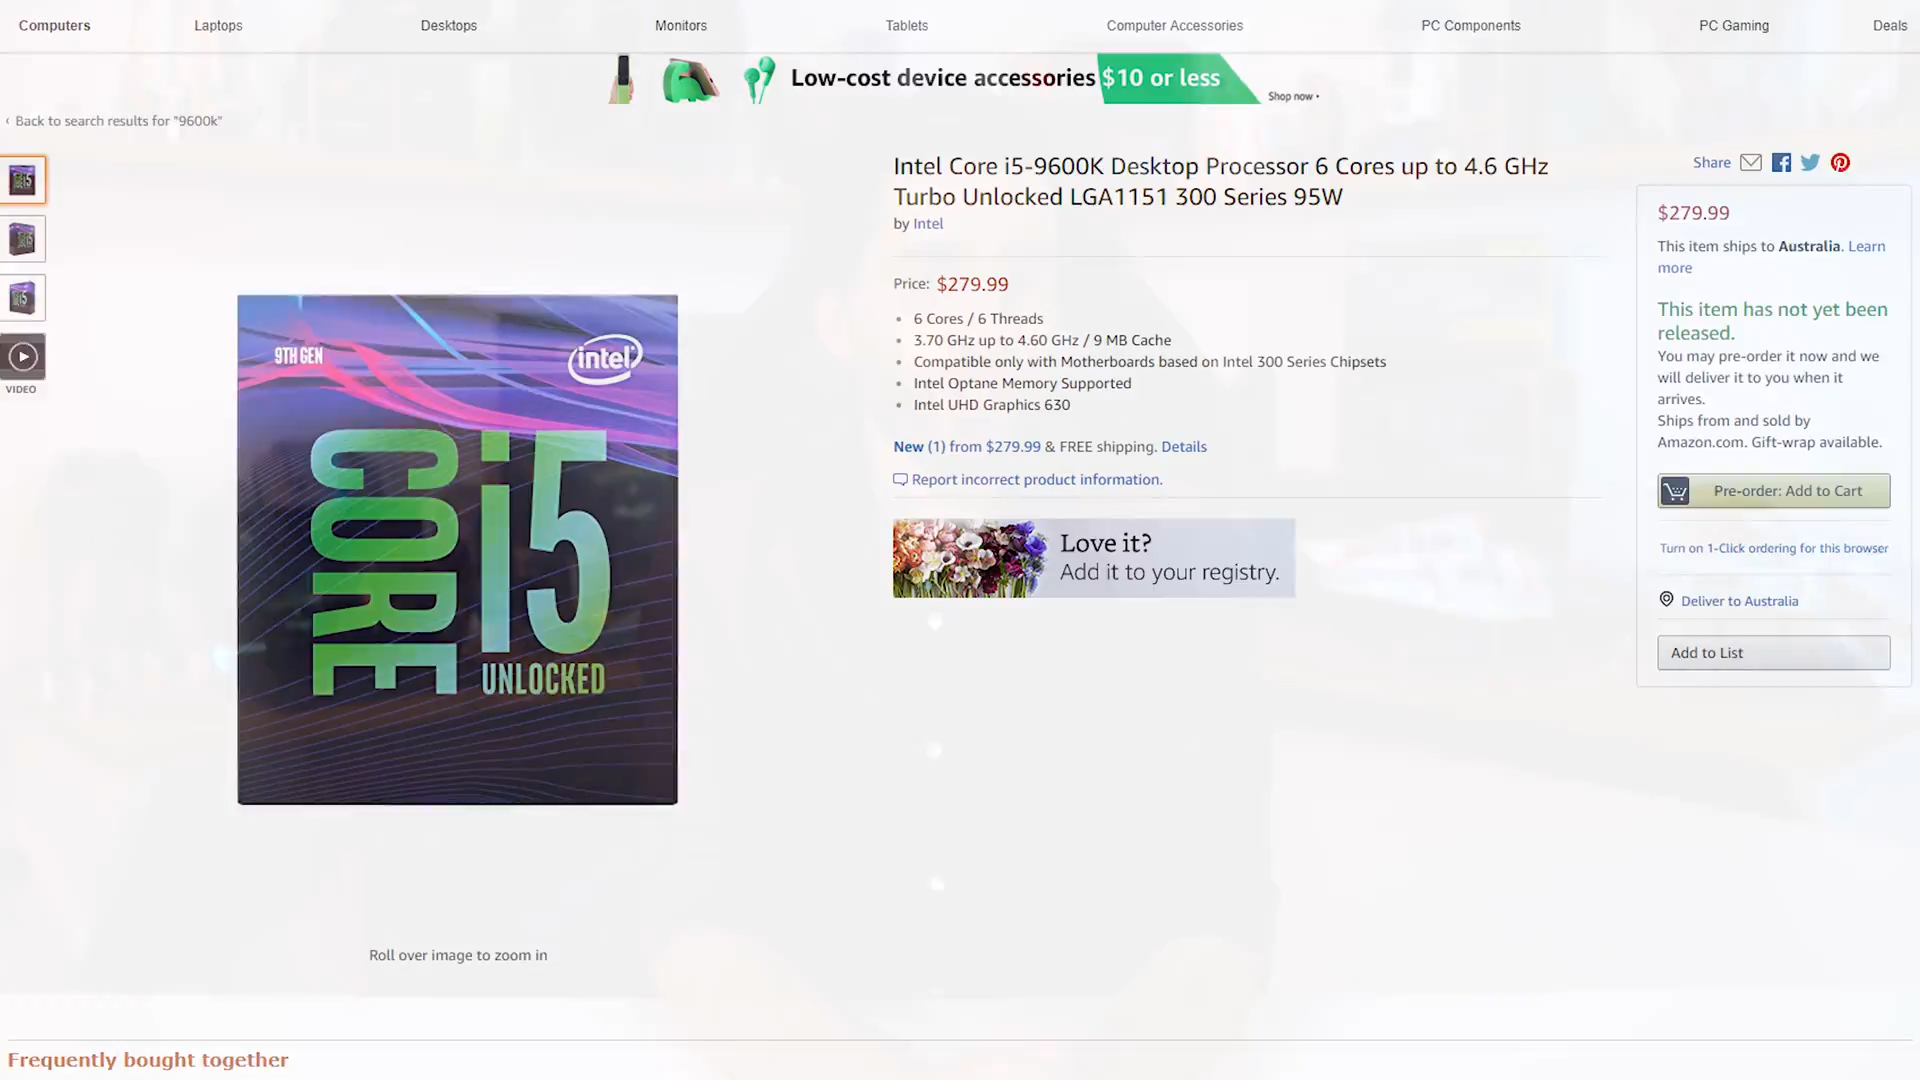 Computers
Laptops
Desktops
Monitors
Tablets
Computer Accessories
PC Components
PC Gaming
Deals
Low-cost device accessories $10 or less
Shop now
‹ Back to search results for "9600k"
VIDEO
9TH GEN
intel
CORE
i5
UNLOCKED
Roll over image to zoom in
Intel Core i5-9600K Desktop Processor 6 Cores up to 4.6 GHz
Turbo Unlocked LGA1151 300 Series 95W
by Intel
Price: $279.99
• 6 Cores / 6 Threads
• 3.70 GHz up to 4.60 GHz / 9 MB Cache
• Compatible only with Motherboards based on Intel 300 Series Chipsets
• Intel Optane Memory Supported
• Intel UHD Graphics 630
New (1) from $279.99 & FREE shipping. Details
Report incorrect product information.
Love it?
Add it to your registry.
Share
$279.99
This item ships to Australia. Learn
more
This item has not yet been
released.
You may pre-order it now and we
will deliver it to you when it
arrives.
Ships from and sold by
Amazon.com. Gift-wrap available.
Pre-order: Add to Cart
Turn on 1-Click ordering for this browser
Deliver to Australia
Add to List
Frequently bought together